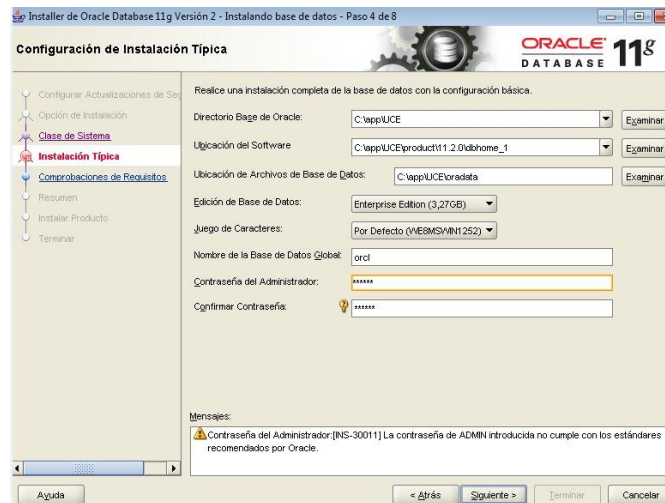 Installer de Oracle Database 11g Versión 2 - Instalando base de datos - Paso 4 de 8
Configuración de Instalación Típica
ORACLE
DATABASE
11g
Configurar Actualizaciones de Seg
Opción de Instalación
Clase de Sistema
Instalación Típica
Comprobaciones de Requisitos
Resumen
Instalar Producto
Terminar
Realice una instalación completa de la base de datos con la configuración básica.
Directorio Base de Oracle: C:\app\UCE Examinar
Ubicación del Software C:\app\UCE\product\11.2.0\dbhome_1 Examinar
Ubicación de Archivos de Base de Datos: C:\app\UCE\oradata Examinar
Edición de Base de Datos: Enterprise Edition (3,27GB)
Juego de Caracteres: Por Defecto (WE8MSWIN1252)
Nombre de la Base de Datos Global: orcl
Contraseña del Administrador: ******
Confirmar Contraseña: ******
Mensajes:
Contraseña del Administrador:[INS-30011] La contraseña de ADMIN introducida no cumple con los estándares
recomendados por Oracle.
Ayuda < Atrás Siguiente > Terminar Cancelar